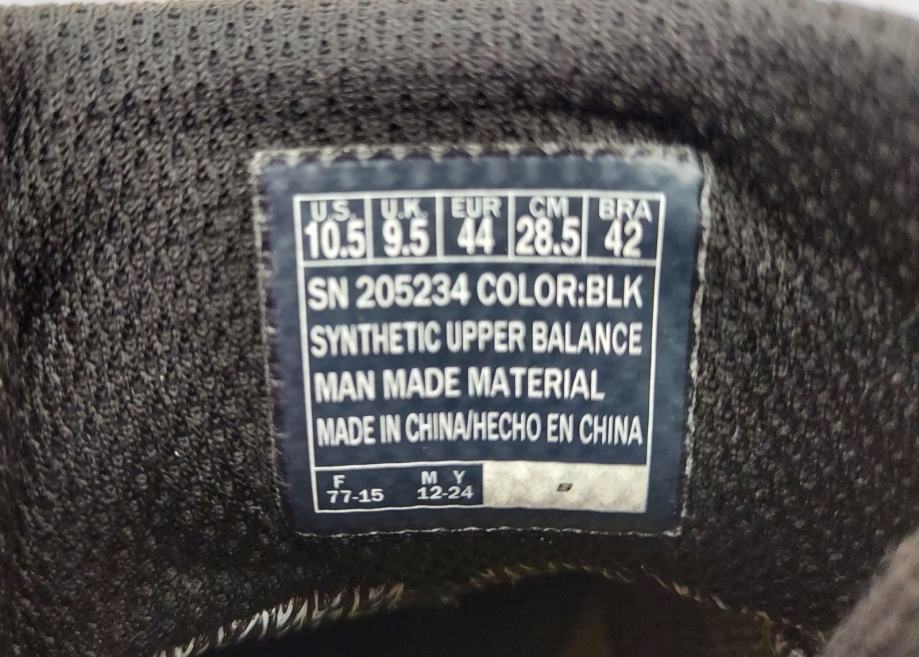 U.S. U.K. EUR CM BRA
10.5 9.5 44 28.5 42
SN 205234 COLOR:BLK
SYNTHETIC UPPER BALANCE
MAN MADE MATERIAL
MADE IN CHINA/HECHO EN CHINA
F M Y
77-15 12-24